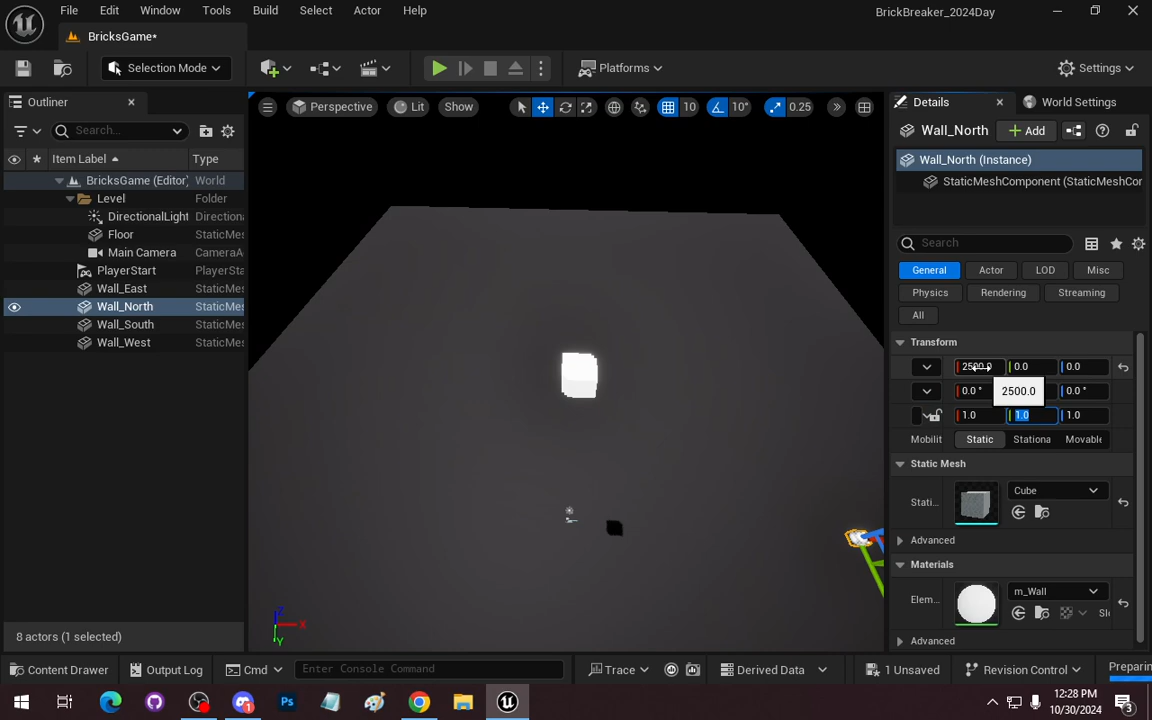 File Edit Window Tools Build Select Actor Help BrickBreaker_2024Day
BricksGame*
Selection Mode Platforms Settings
Outliner Details World Settings
Search... Perspective Lit Show 10 10° 0.25 Wall_North Add
Item Label Type Wall_North (Instance)
BricksGame (Editor) World StaticMeshComponent (StaticMeshCor
Level Folder
DirectionalLight Direction
Floor StaticMes Search
Main Camera CameraA
PlayerStart PlayerSta General Actor LOD Misc
Wall_East StaticMes Physics Rendering Streaming
Wall_North StaticMes All
Wall_South StaticMes
Wall_West StaticMes Transform
2500.0 0.0 0.0
0.0° 2500.0 0.0°
1.0 1.0 1.0
Mobilit Static Stationa Movable
Static Mesh
Stati... Cube
Advanced
Materials
Elem... m_Wall
Sl
Z
X
Y
8 actors (1 selected) Advanced
Content Drawer Output Log Cmd Enter Console Command Trace Derived Data 1 Unsaved Revision Control Preparin
Ps 12:28 PM
10/30/2024 3